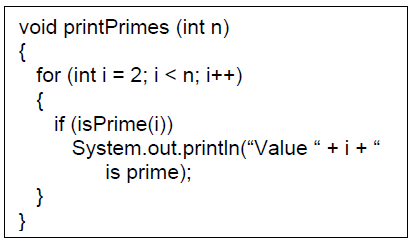 void printPrimes (int n)
{
for (int i = 2; i < n; i++)
{
if (isPrime(i))
System.out.println(“Value “ + i + “
is prime);
}
}